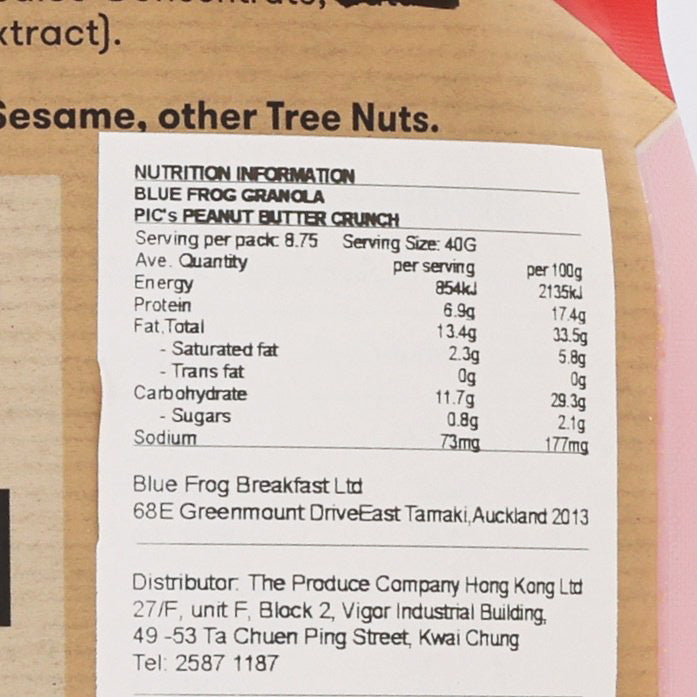 xtract).
Sesame, other Tree Nuts.
NUTRITION INFORMATION
BLUE FROG GRANOLA
PIC's PEANUT BUTTER CRUNCH
Serving per pack: 8.75 Serving Size: 40G
Ave. Quantity per serving per 100g
Energy 854kJ 2135kJ
Protein 6.9g 17.4g
Fat,Total 13.4g 33.5g
- Saturated fat 2.3g 5.8g
- Trans fat 0g 0g
Carbohydrate 11.7g 29.3g
- Sugars 0.8g 2.1g
Sodium 73mg 177mg
Blue Frog Breakfast Ltd
68E Greenmount DriveEast Tamaki,Auckland 2013
Distributor: The Produce Company Hong Kong Ltd
27/F, unit F, Block 2, Vigor Industrial Building,
49 -53 Ta Chuen Ping Street, Kwai Chung
Tel: 2587 1187